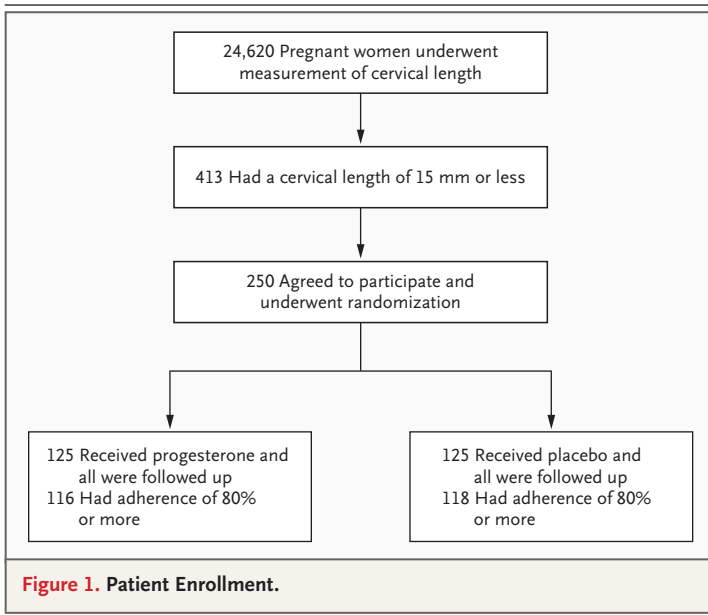 24,620 Pregnant women underwent
measurement of cervical length
413 Had a cervical length of 15 mm or less
250 Agreed to participate and
underwent randomization
125 Received progesterone and
all were followed up
116 Had adherence of 80%
or more
125 Received placebo and
all were followed up
118 Had adherence of 80%
or more
Figure 1. Patient Enrollment.